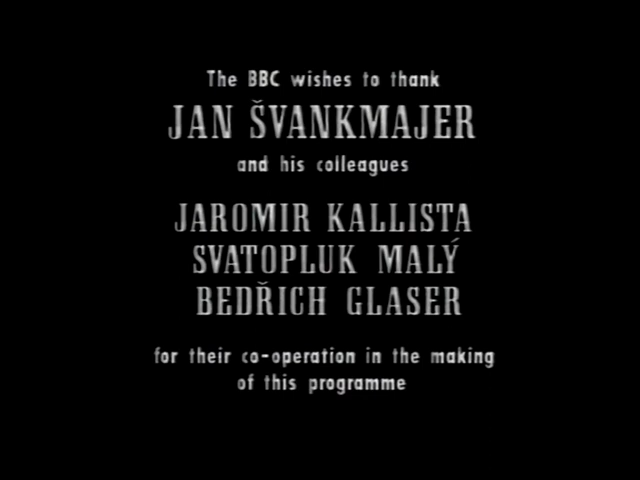 The BBC wishes to thank
JAN ŠVANKMAJER
and his colleagues
JAROMIR KALLISTA
SVATOPLUK MALÝ
BEDŘICH GLASER
for their co-operation in the making
of this programme